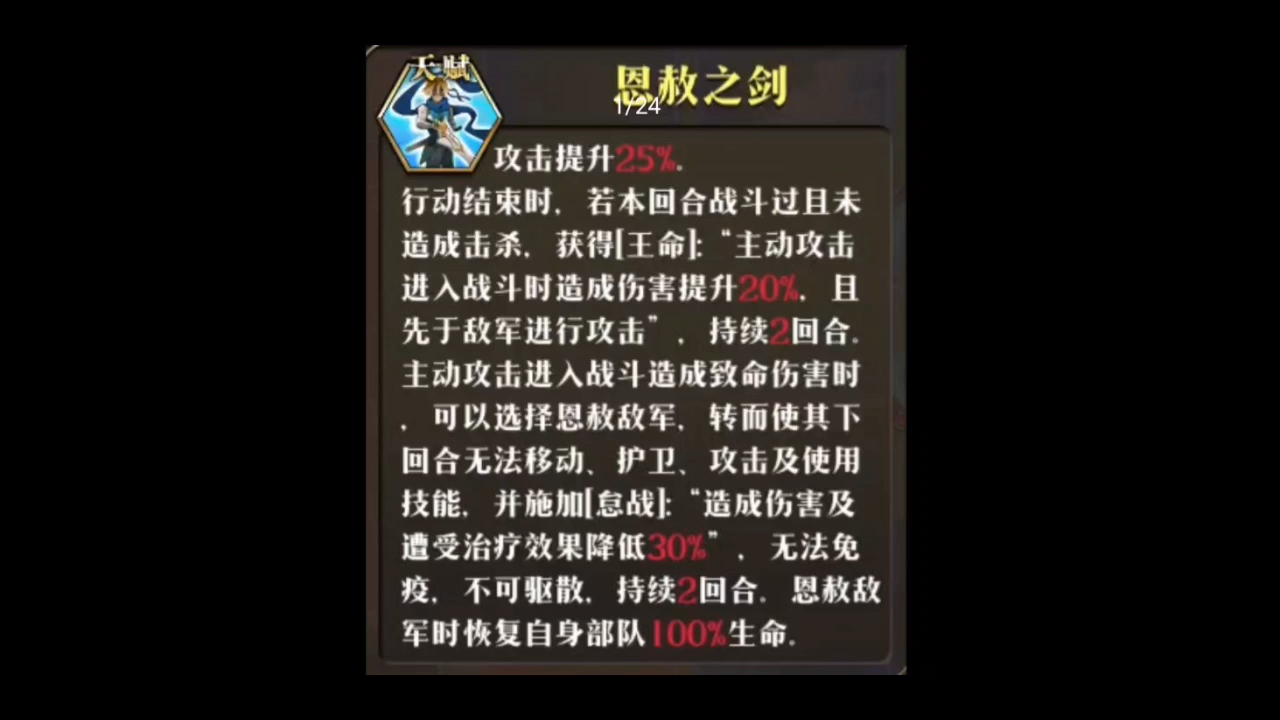 天赋
恩赦之剑
1/24
攻击提升25%。
行动结束时，若本回合战斗过且未
造成击杀，获得[王命]：“主动攻击
进入战斗时造成伤害提升20%，且
先于敌军进行攻击”，持续2回合。
主动攻击进入战斗造成致命伤害时
，可以选择恩赦敌军，转而使其下
回合无法移动、护卫、攻击及使用
技能，并施加[怠战]：“造成伤害及
遭受治疗效果降低30%”，无法免
疫，不可驱散，持续2回合。恩赦敌
军时恢复自身部队100%生命。